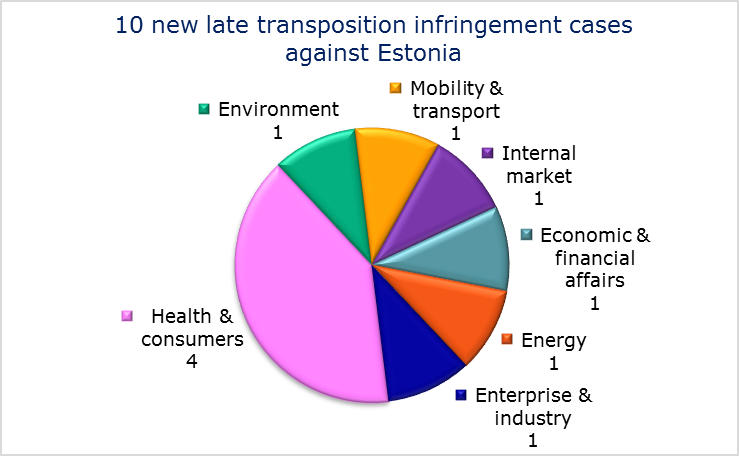 10 new late transposition infringement cases
against Estonia
Mobility &
transport
1
Internal
market
1
Economic &
financial
affairs
1
Energy
1
Enterprise &
industry
1
Health &
consumers
4
Environment
1